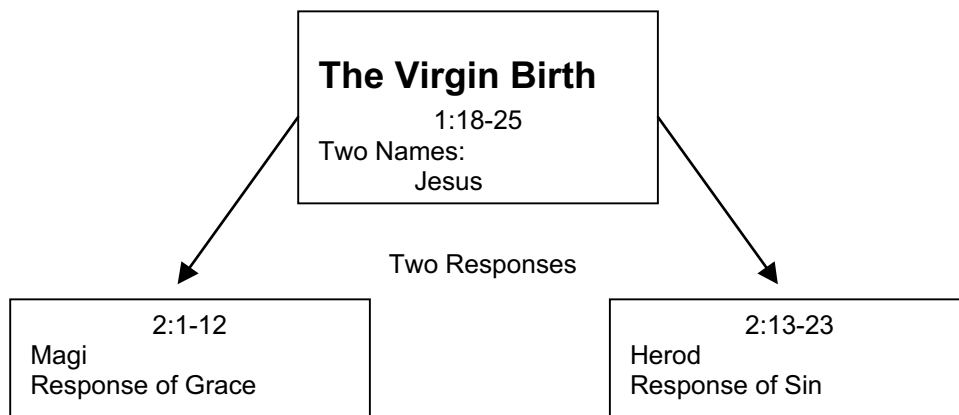 The Virgin Birth
1:18-25
Two Names:
Jesus
Two Responses
2:1-12
Magi
Response of Grace
2:13-23
Herod
Response of Sin